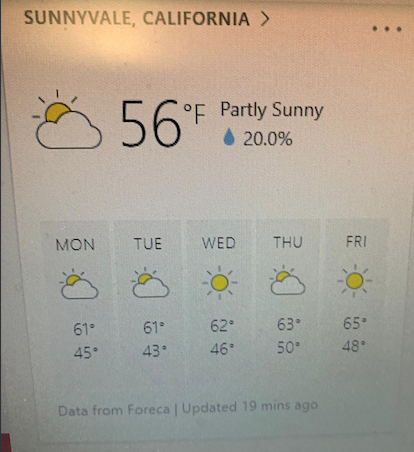 SUNNYVALE, CALIFORNIA >
...
56°F Partly Sunny
20.0%
MON TUE WED THU FRI
61° 61° 62° 63° 65°
45° 43° 46° 50° 48°
Data from Foreca | Updated 19 mins ago